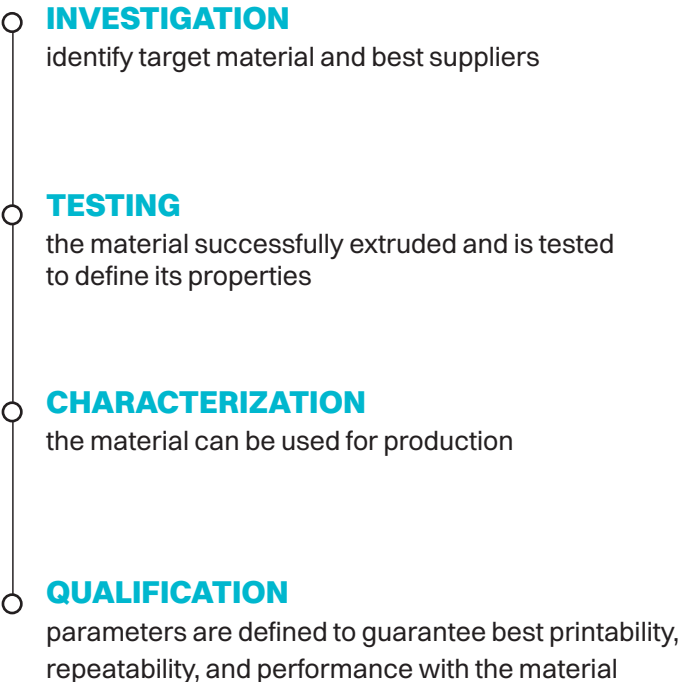 INVESTIGATION
identify target material and best suppliers
TESTING
the material successfully extruded and is tested
to define its properties
CHARACTERIZATION
the material can be used for production
QUALIFICATION
parameters are defined to guarantee best printability,
repeatability, and performance with the material